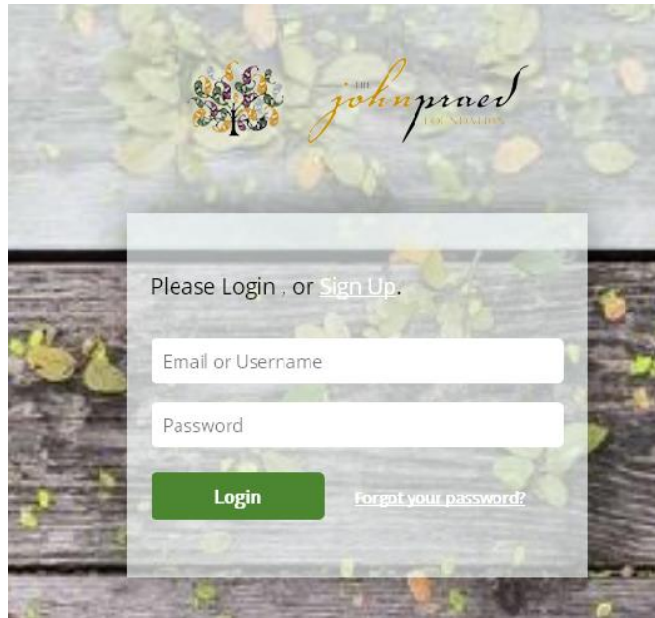 THE
johnpraed
FOUNDATION
Please Login , or Sign Up.
Email or Username
Password
Login
Forgot your password?